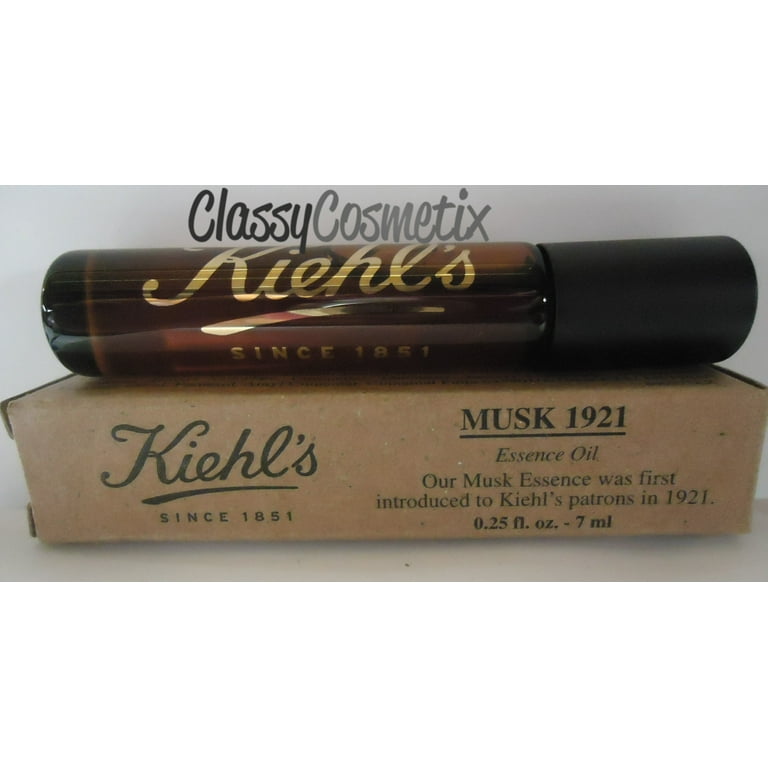 ClassyCosmetix
Kiehl's
SINCE 1851
Kiehl's
SINCE 1851
MUSK 1921
Essence Oil
Our Musk Essence was first
introduced to Kiehl's patrons in 1921.
0.25 fl. oz. - 7 ml